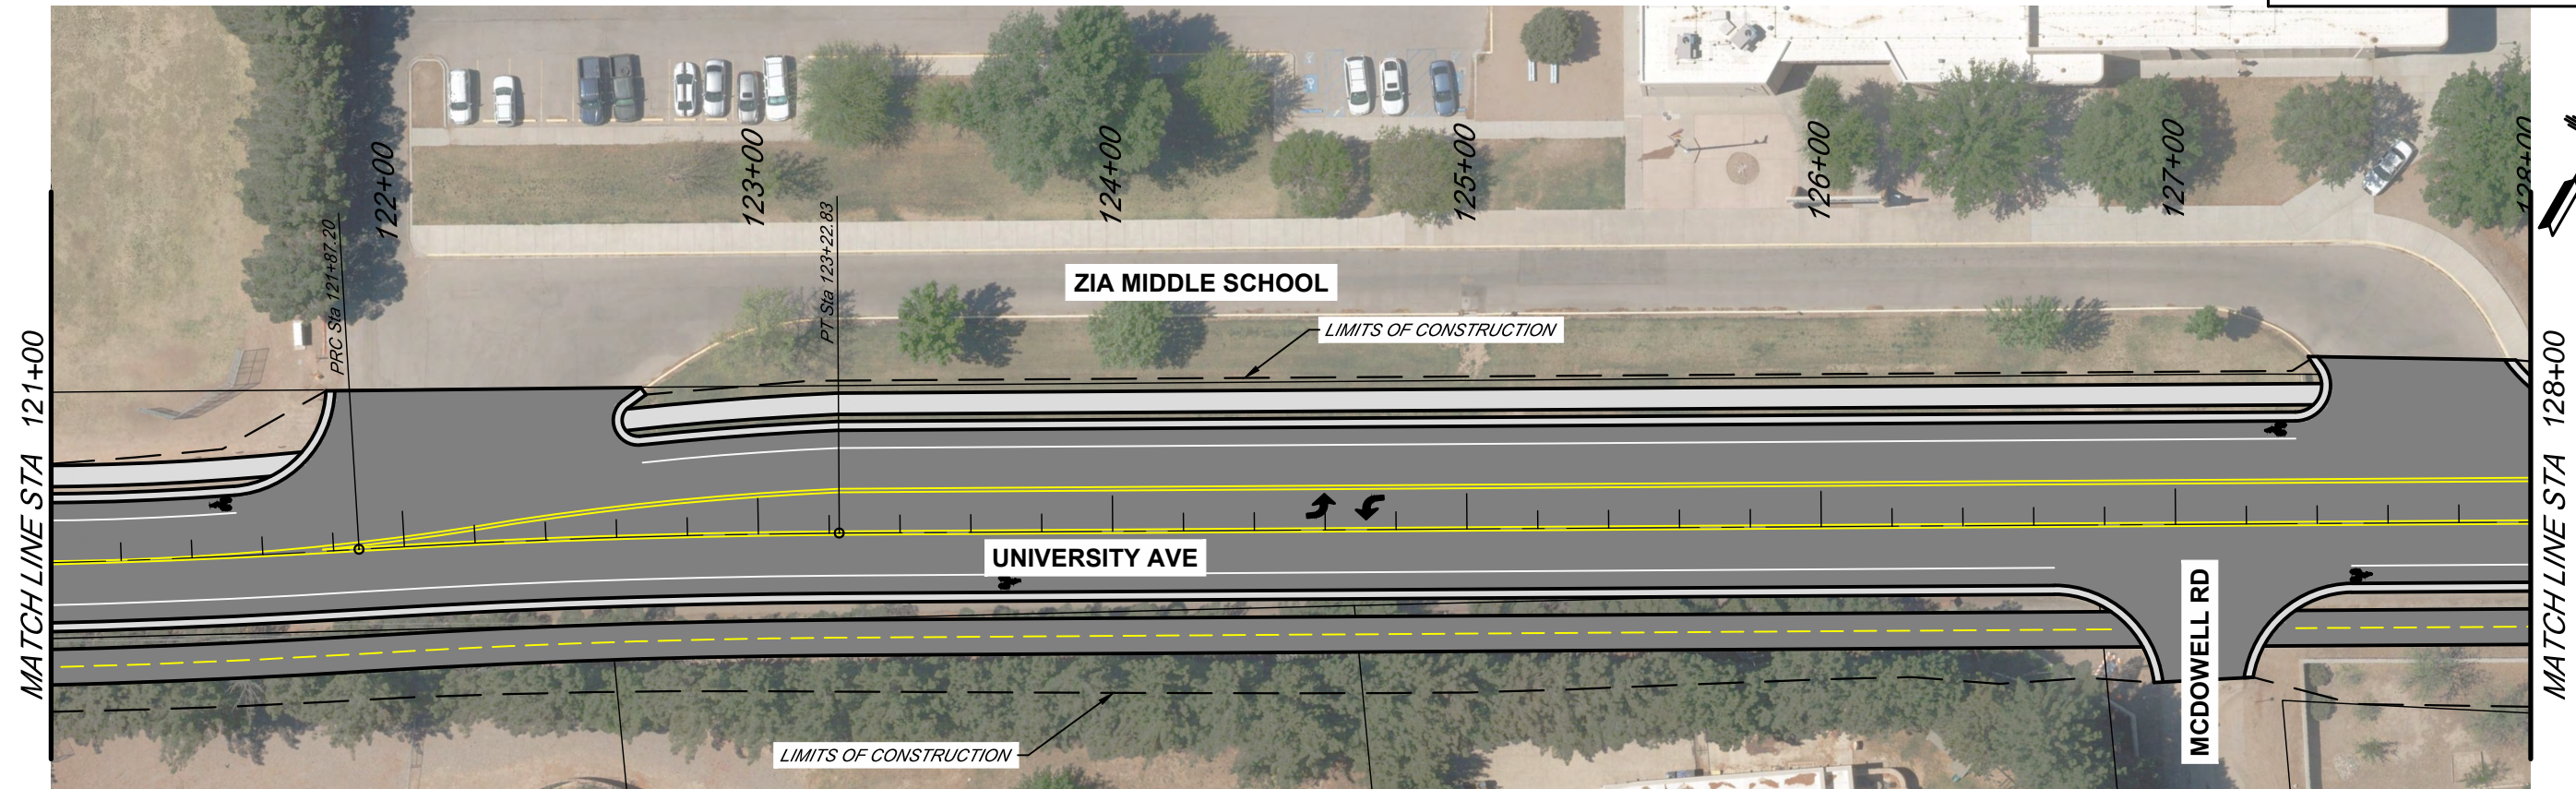 122+00
123+00
124+00
125+00
126+00
127+00
128+00
PRC Sta 121+87.20
PT Sta 123+22.83
ZIA MIDDLE SCHOOL
LIMITS OF CONSTRUCTION
MATCH LINE STA 121+00
MATCH LINE STA 128+00
UNIVERSITY AVE
MCDOWELL RD
LIMITS OF CONSTRUCTION